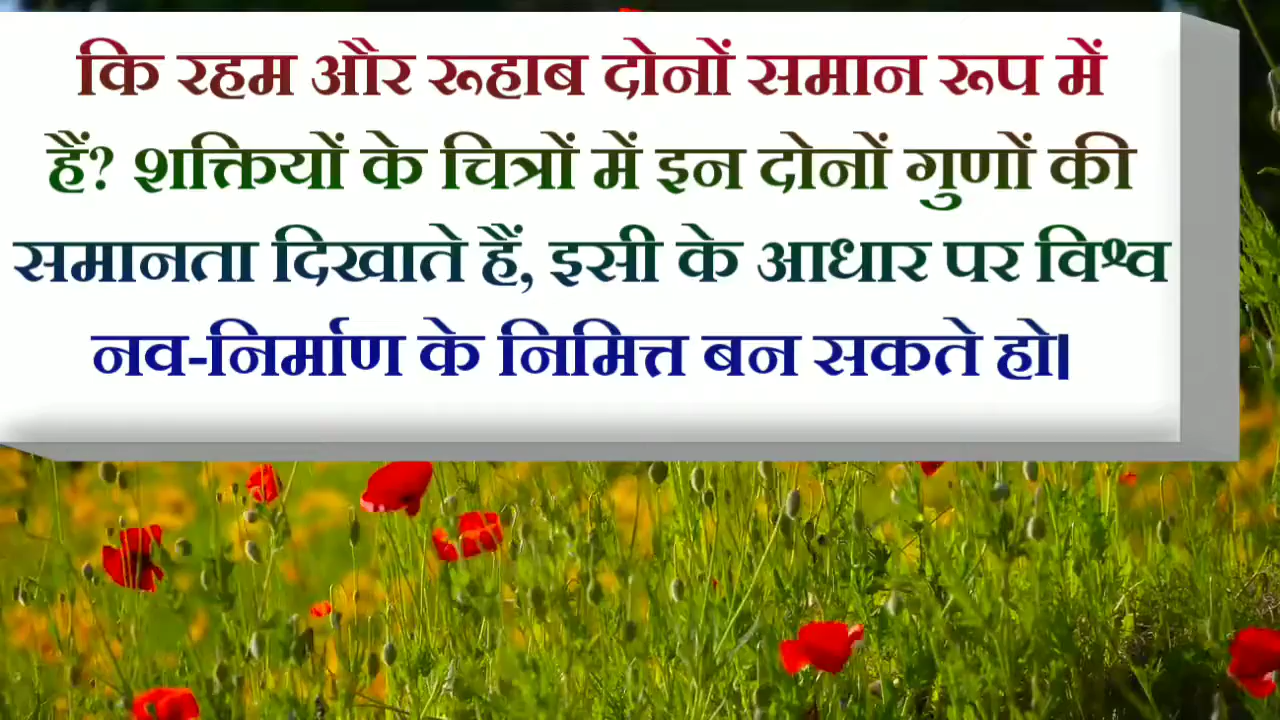 कि रहम और रूहाब दोनों समान रूप में
हैं? शक्तियों के चित्रों में इन दोनों गुणों की
समानता दिखाते हैं, इसी के आधार पर विश्व
नव-निर्माण के निमित्त बन सकते हो।